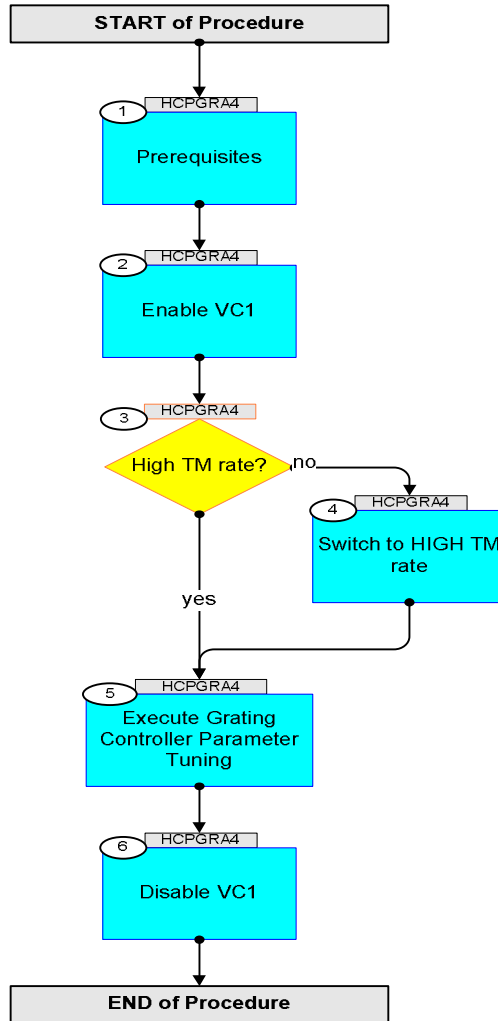 START of Procedure
HCPGRA4
1
Prerequisites
HCPGRA4
2
Enable VC1
HCPGRA4
3
High TM rate?
no
HCPGRA4
4
Switch to HIGH TM
rate
yes
HCPGRA4
5
Execute Grating
Controller Parameter
Tuning
HCPGRA4
6
Disable VC1
END of Procedure